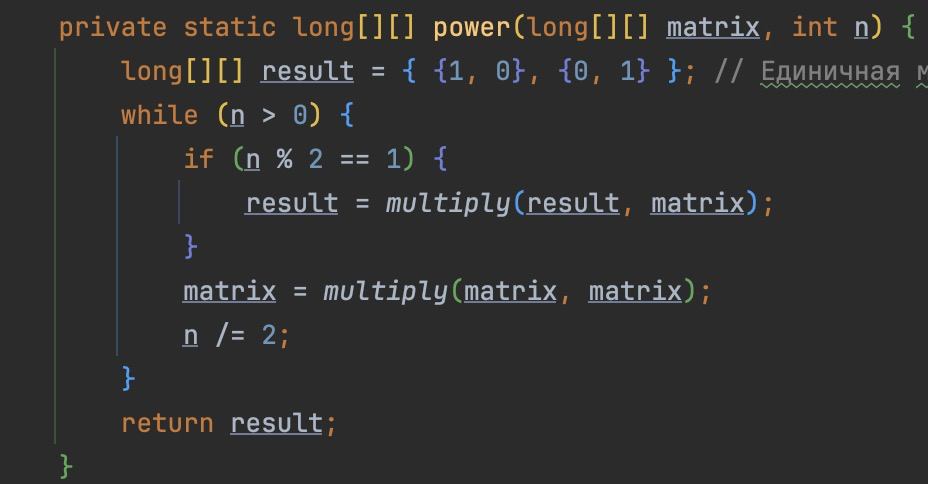 private static long[][] power(long[][] matrix, int n) {
long[][] result = { {1, 0}, {0, 1} }; // Единичная
while (n > 0) {
if (n % 2 == 1) {
result = multiply(result, matrix);
}
matrix = multiply(matrix, matrix);
n /= 2;
}
return result;
}